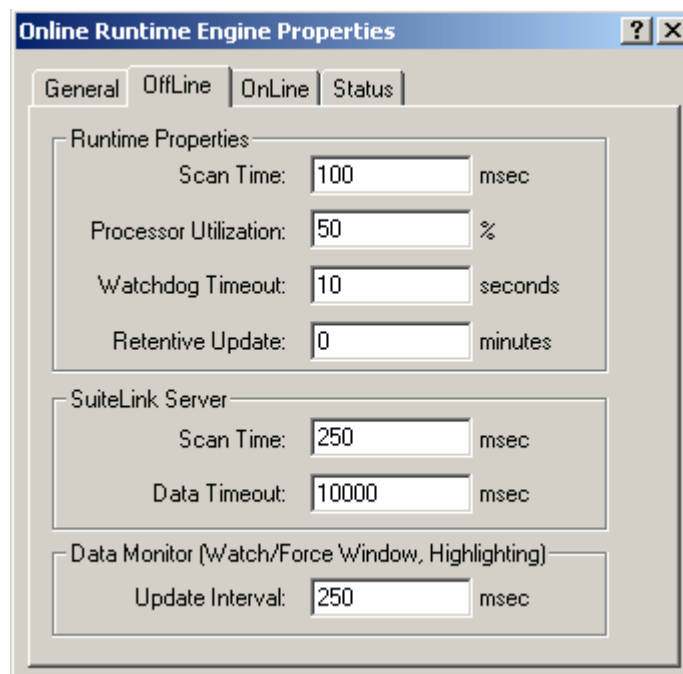 Online Runtime Engine Properties
General OffLine OnLine Status
Runtime Properties
Scan Time: 100 msec
Processor Utilization: 50 %
Watchdog Timeout: 10 seconds
Retentive Update: 0 minutes
SuiteLink Server
Scan Time: 250 msec
Data Timeout: 10000 msec
Data Monitor (Watch/Force Window, Highlighting)
Update Interval: 250 msec